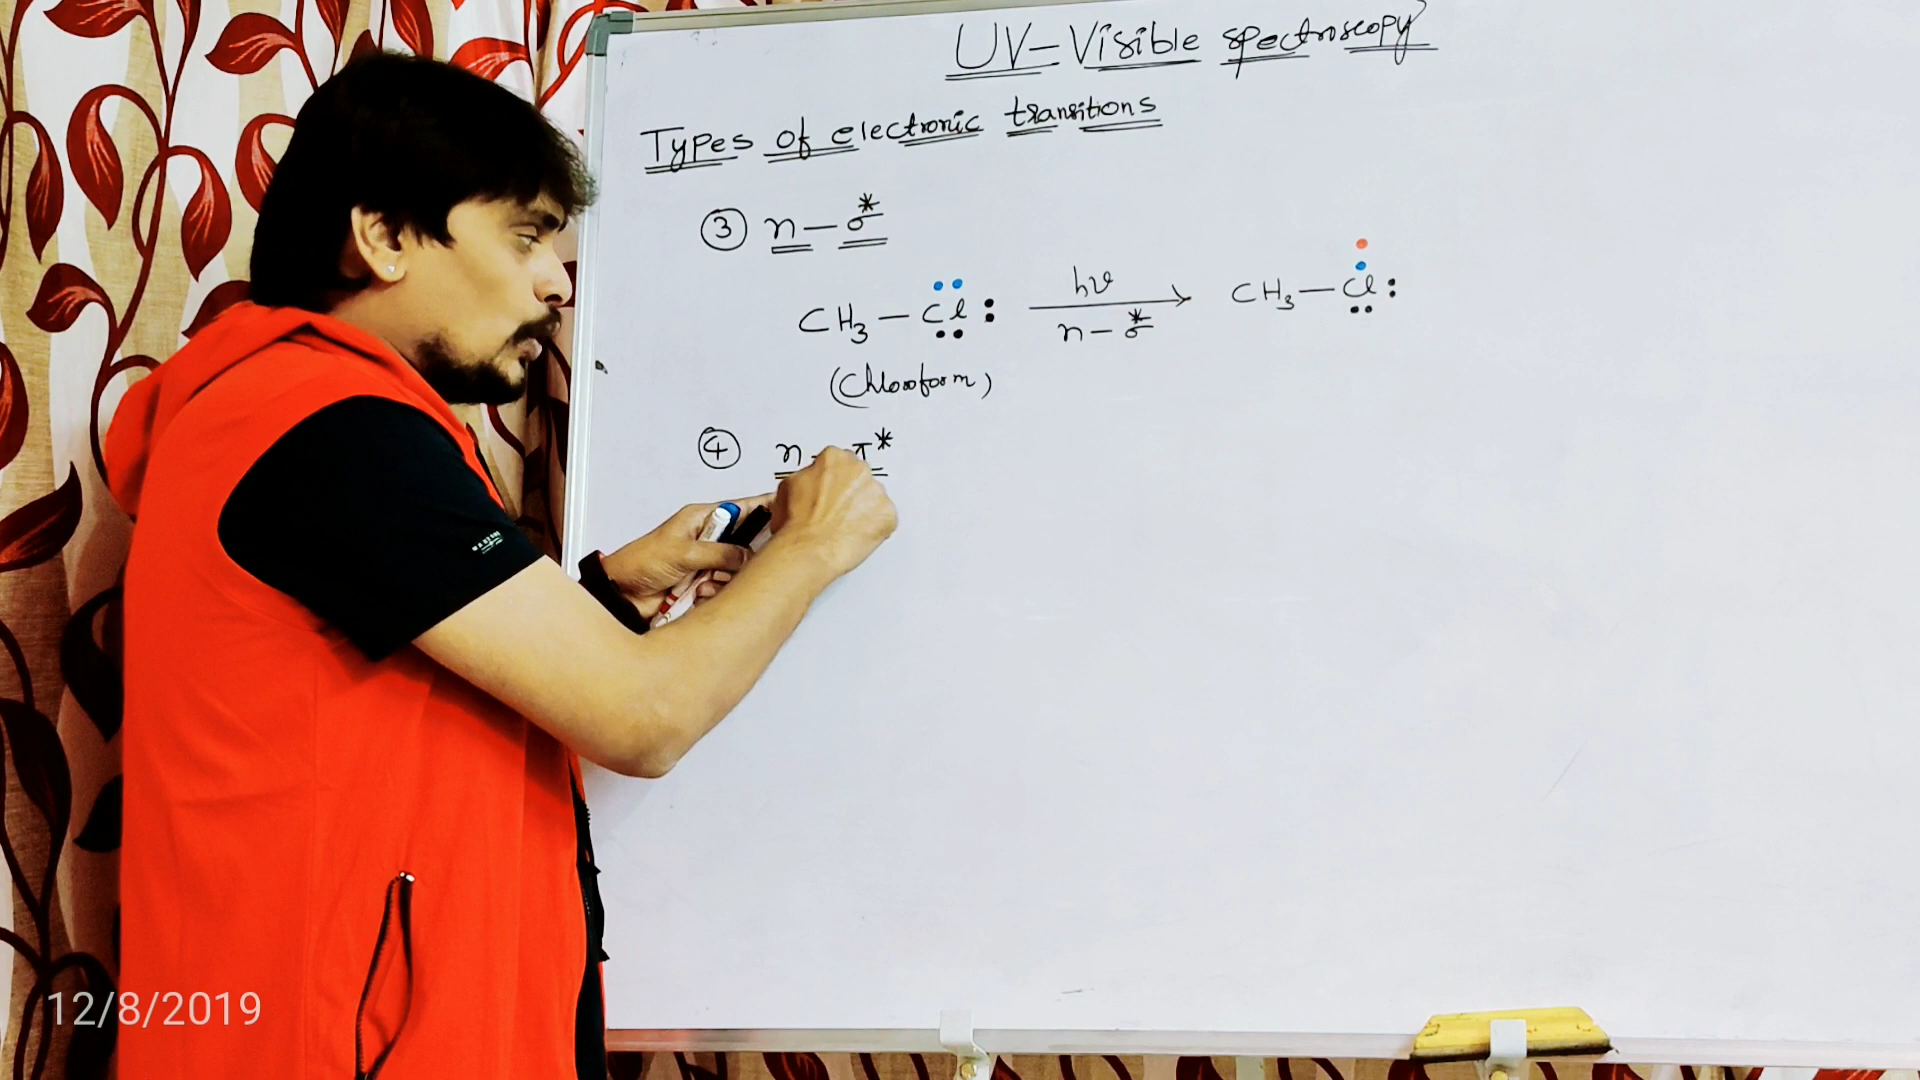 UV-Visible spectroscopy
Types of electronic transitions
③ n-σ*
CH₃-Cl: hν n-σ* CH₃-Cl:
(Chloroform)
④ n-π*
12/8/2019